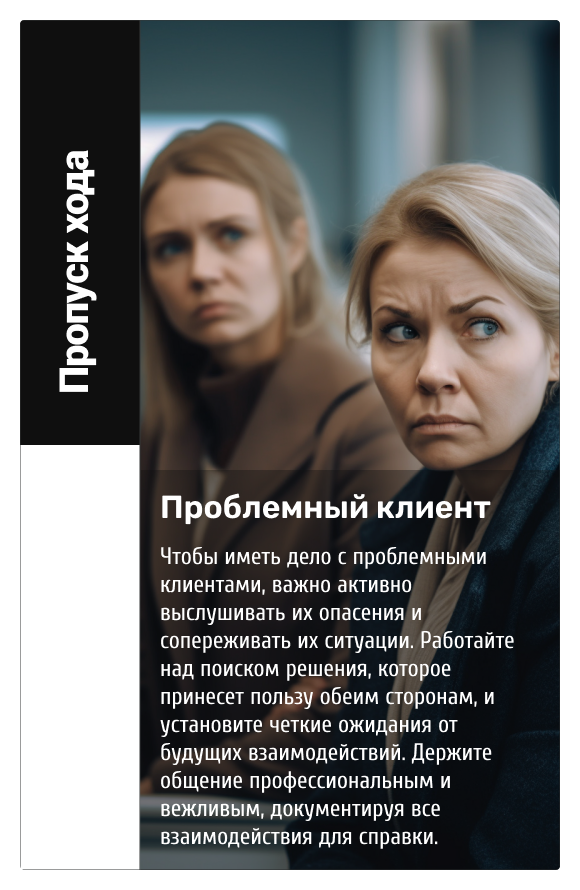 Пропуск хода
Проблемный клиент
Чтобы иметь дело с проблемными
клиентами, важно активно
выслушивать их опасения и
сопереживать их ситуации. Работайте
над поиском решения, которое
принесет пользу обеим сторонам, и
установите четкие ожидания от
будущих взаимодействий. Держите
общение профессиональным и
вежливым, документируя все
взаимодействия для справки.